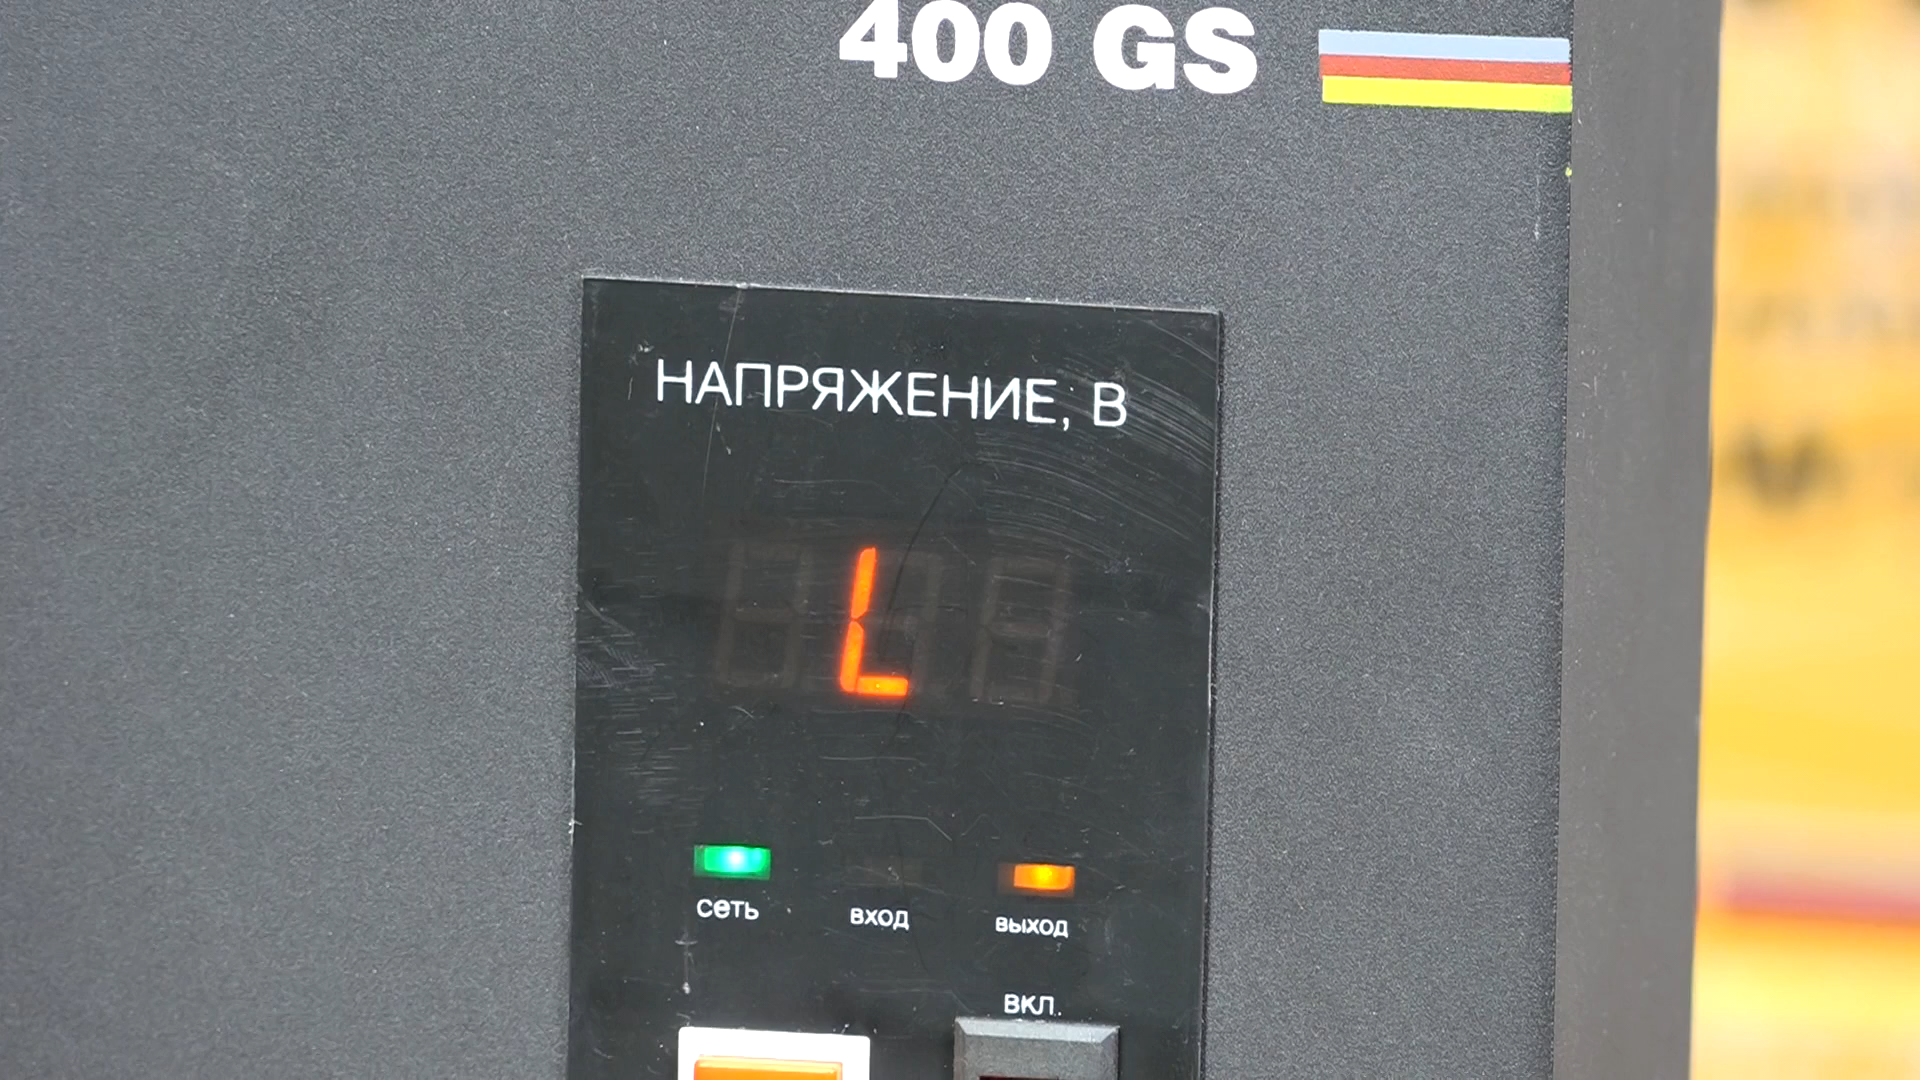 400 GS
НАПРЯЖЕНИЕ, В
L
сеть вход выход
вкл.